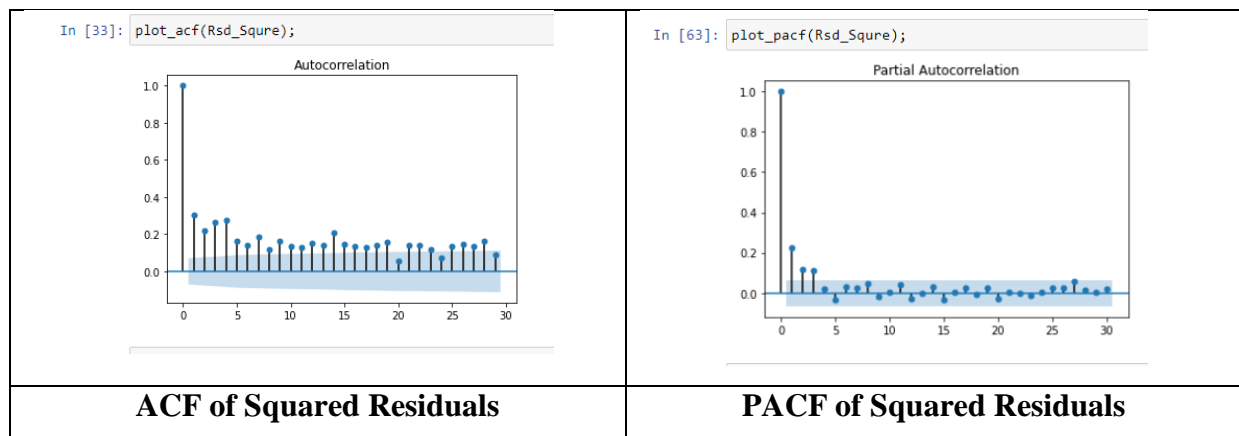 In [33]: plot_acf(Rsd_Squre);
Autocorrelation
1.0
0.8
0.6
0.4
0.2
0.0
0 5 10 15 20 25 30
ACF of Squared Residuals
In [63]: plot_pacf(Rsd_Squre);
Partial Autocorrelation
1.0
0.8
0.6
0.4
0.2
0.0
0 5 10 15 20 25 30
PACF of Squared Residuals